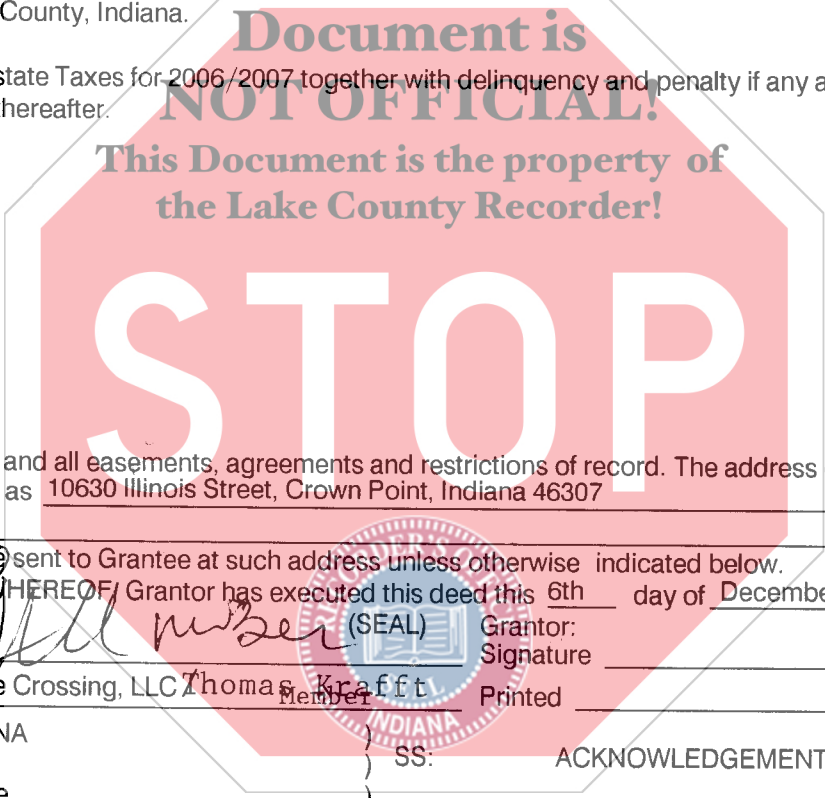 County, Indiana.
Document is
state Taxes for 2006/2007 together with delinquency and penalty if any a
hereafter.
NOT OFFICIAL!
This Document is the property of
the Lake County Recorder!
STOP
and all easements, agreements and restrictions of record. The address
as 10630 Illinois Street, Crown Point, Indiana 46307
sent to Grantee at such address unless otherwise indicated below.
HEREOF, Grantor has executed this deed this 6th day of Decembe
(SEAL) Grantor:
Signature
e Crossing, LLC Thomas Krafft Printed
Member
RECORDER'S
SEAL
INDIANA
NA
) SS: ACKNOWLEDGEMENT
)
)